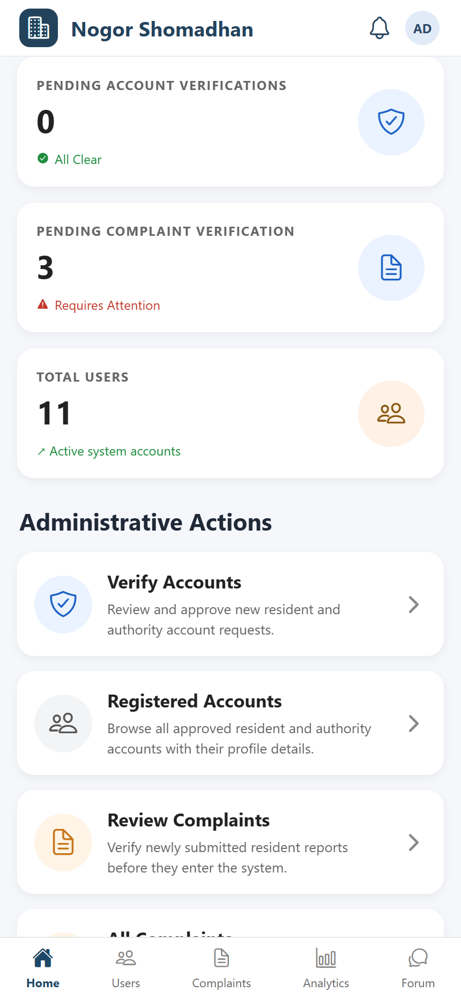 Nogor Shomadhan
AD
PENDING ACCOUNT VERIFICATIONS
0
All Clear
PENDING COMPLAINT VERIFICATION
3
Requires Attention
TOTAL USERS
11
↗ Active system accounts
Administrative Actions
Verify Accounts
Review and approve new resident and
authority account requests.
Registered Accounts
Browse all approved resident and authority
accounts with their profile details.
Review Complaints
Verify newly submitted resident reports
before they enter the system.
All Complaints
Home
Users
Complaints
Analytics
Forum